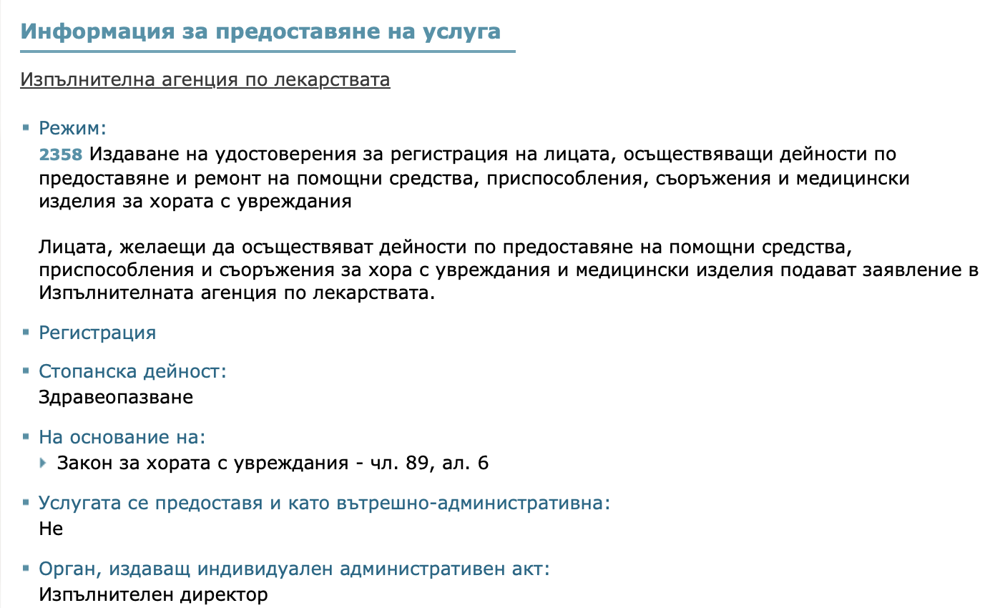 Информация за предоставяне на услуга
Изпълнителна агенция по лекарствата
Режим:
2358 Издаване на удостоверения за регистрация на лицата, осъществяващи дейности по
предоставяне и ремонт на помощни средства, приспособления, съоръжения и медицински
изделия за хората с увреждания
Лицата, желаещи да осъществяват дейности по предоставяне на помощни средства,
приспособления и съоръжения за хора с увреждания и медицински изделия подават заявление в
Изпълнителната агенция по лекарствата.
Регистрация
Стопанска дейност:
Здравеопазване
На основание на:
Закон за хората с увреждания - чл. 89, ал. 6
Услугата се предоставя и като вътрешно-административна:
Не
Орган, издаващ индивидуален административен акт:
Изпълнителен директор